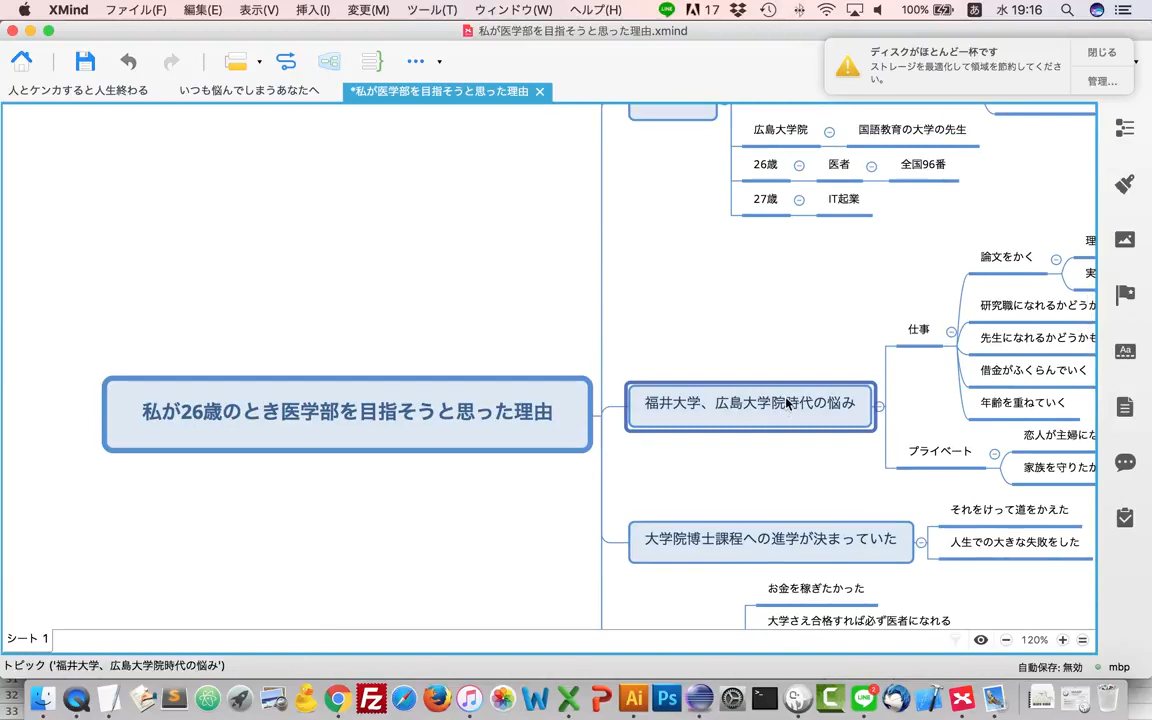 XMind ファイル(F) 編集(E) 表示(V) 挿入(I) 変更(M) ツール(T) ウィンドウ(W) ヘルプ(H) LINE 17 100% あ 水 19:16
私が医学部を目指そうと思った理由.xmind
ディスクがほとんど一杯です
ストレージを最適化して領域を節約してくださ
い。
閉じる
管理...
人とケンカすると人生終わる いつも悩んでしまうあなたへ *私が医学部を目指そうと思った理由
広島大学院 国語教育の大学の先生
26歳 医者 全国96番
27歳 IT起業
理
論文をかく
実
研究職になれるかどうか
仕事
先生になれるかどうかも
借金がふくらんでいく
年齢を重ねていく
私が26歳のとき医学部を目指そうと思った理由
福井大学、広島大学院時代の悩み
恋人が主婦にな
プライベート
家族を守りたか
それをけって道をかえた
大学院博士課程への進学が決まっていた
人生での大きな失敗をした
お金を稼ぎたかった
大学さえ合格すれば必ず医者になれる
シート 1
120%
トピック ('福井大学、広島大学院時代の悩み')
自動保存: 無効 mbp
Aa
32
33
Fz
W
X
P
Ai
Ps
C
LINE
2